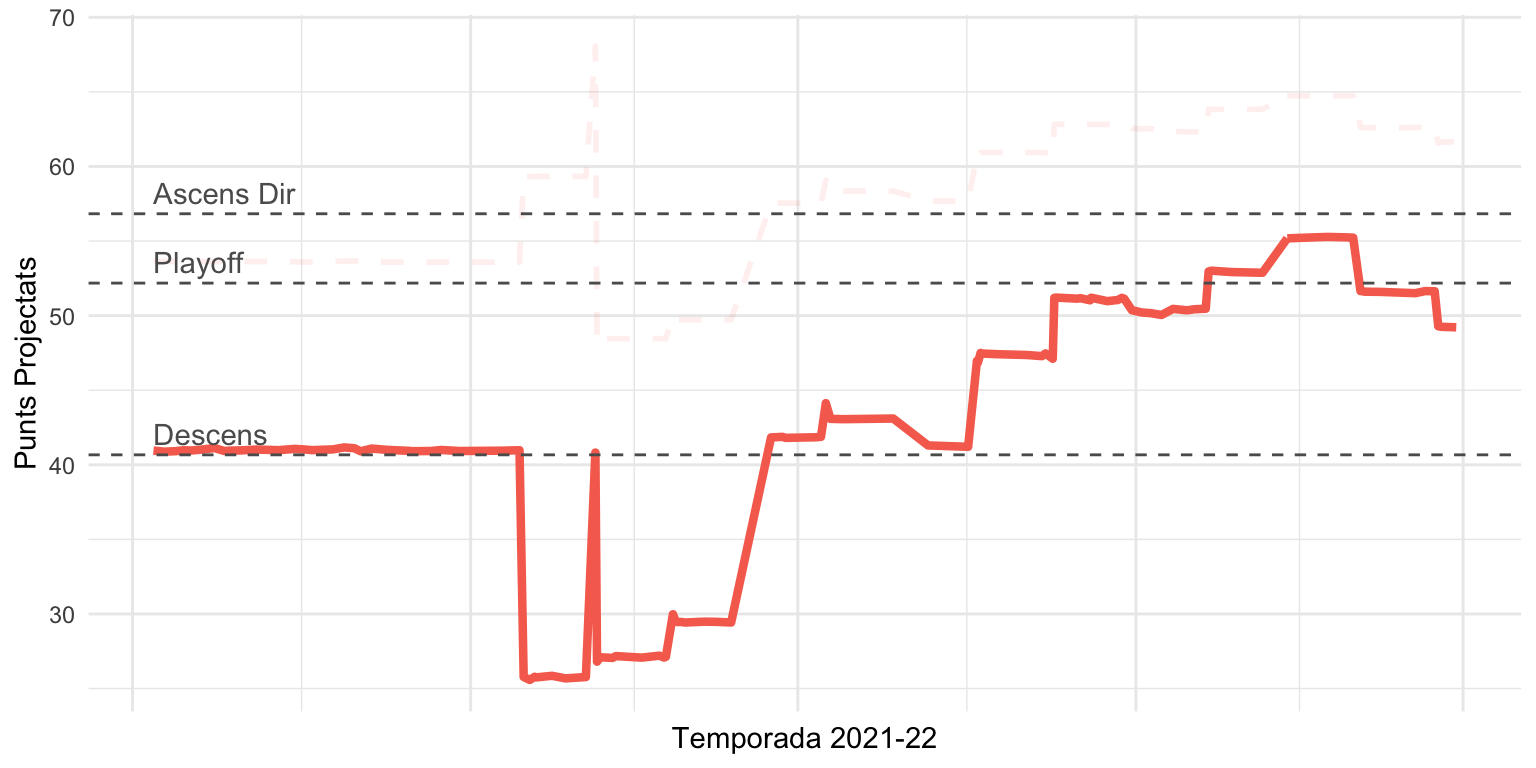 70
60
50
40
30
Punts Projectats
Ascens Dir
Playoff
Descens
Temporada 2021-22